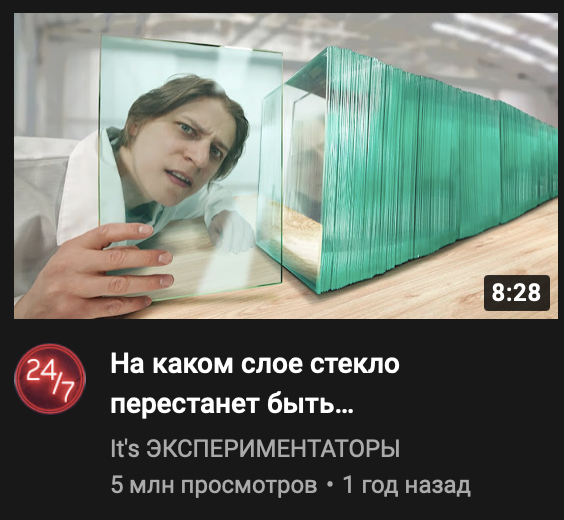 8:28
24/7
На каком слое стекло
перестанет быть…
It's ЭКСПЕРИМЕНТАТОРЫ
5 млн просмотров • 1 год назад